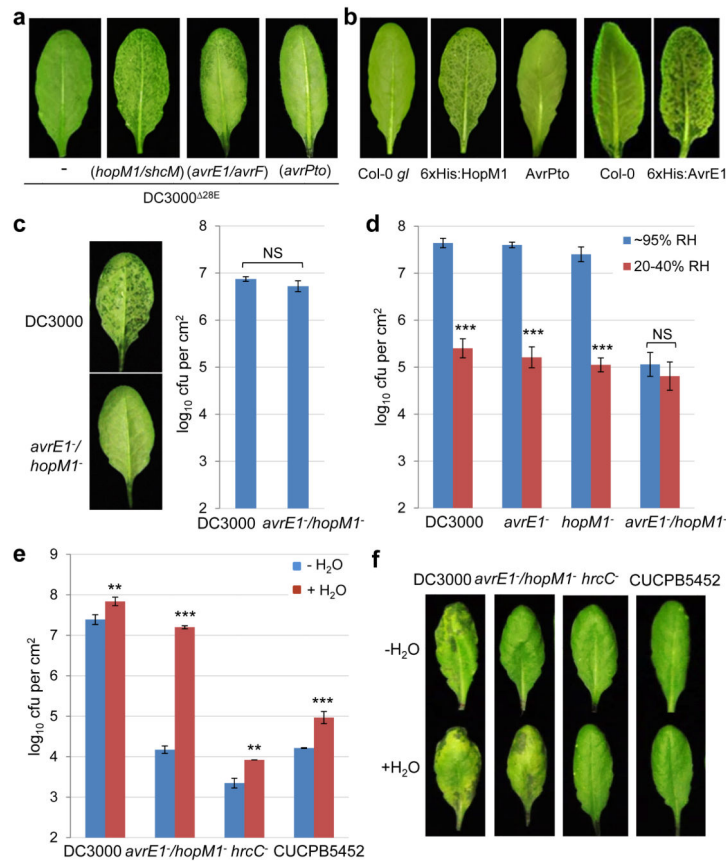 a
-
(hopM1/shcM)
(avrE1/avrF)
(avrPto)
DC3000Δ28E
b
Col-0 gl
6xHis:HopM1
AvrPto
Col-0
6xHis:AvrE1
c
DC3000
avrE1-/
hopM1-
log10 cfu per cm2
9
8
7
6
5
4
3
2
NS
DC3000
avrE1-/hopM1-
d
log10 cfu per cm2
8
7
6
5
4
3
2
~95% RH
20-40% RH
***
***
***
NS
DC3000
avrE1-
hopM1-
avrE1-/hopM1-
e
log10 cfu per cm2
9
8
7
6
5
4
3
2
- H2O
+ H2O
**
***
**
***
DC3000 avrE1-/hopM1- hrcC- CUCPB5452
f
DC3000 avrE1-/hopM1- hrcC- CUCPB5452
-H2O
+H2O